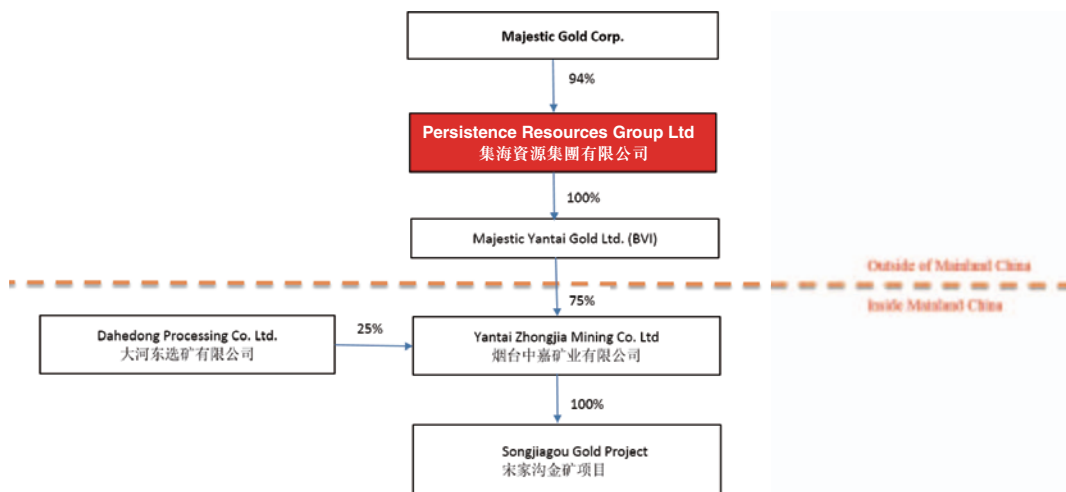 Majestic Gold Corp.
94%
Persistence Resources Group Ltd
集海資源集團有限公司
100%
Majestic Yantai Gold Ltd. (BVI)
Outside of Mainland China
75%
Inside Mainland China
Dahedong Processing Co. Ltd.
大河东选矿有限公司
25%
Yantai Zhongjia Mining Co. Ltd
烟台中嘉矿业有限公司
100%
Songjiagou Gold Project
宋家沟金矿项目